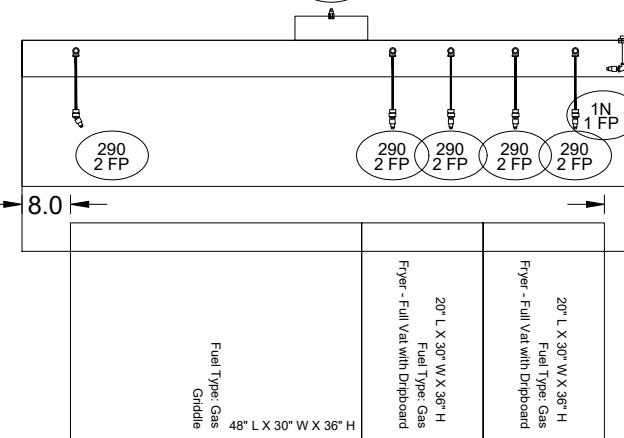 1N
1 FP
290
2 FP
290
2 FP
290
2 FP
290
2 FP
290
2 FP
8.0
48" L X 30" W X 36" H
Fuel Type: Gas
Griddle
20" L X 30" W X 36" H
Fuel Type: Gas
Fryer - Full Vat with Dripboard
20" L X 30" W X 36" H
Fuel Type: Gas
Fryer - Full Vat with Dripboard